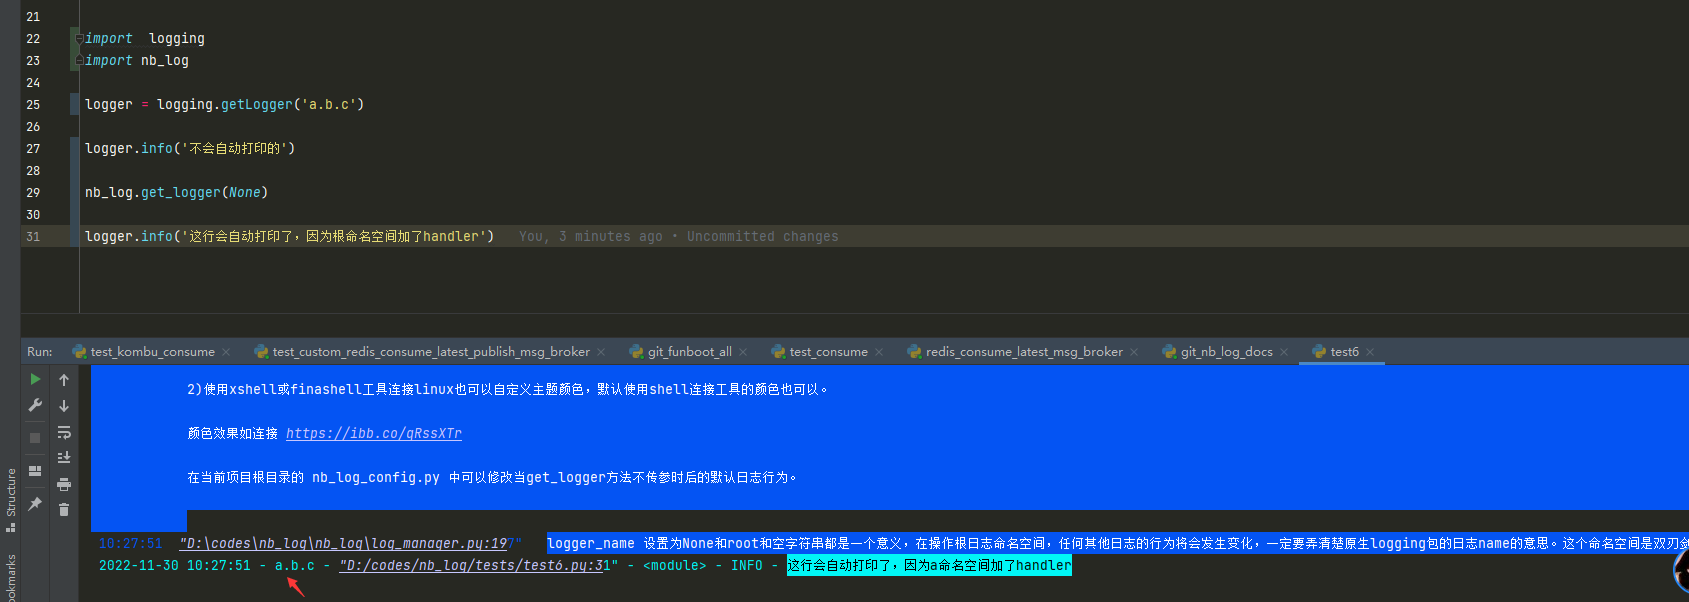 21
22 import  logging
23 import nb_log
24
25 logger = logging.getLogger('a.b.c')
26
27 logger.info('不会自动打印的')
28
29 nb_log.get_logger(None)
30
31 logger.info('这行会自动打印了，因为根命名空间加了handler')   You, 3 minutes ago • Uncommitted changes
Run: test_kombu_consume test_custom_redis_consume_latest_publish_msg_broker git_funboot_all test_consume redis_consume_latest_msg_broker git_nb_log_docs test6
2)使用xshell或finashell工具连接linux也可以自定义主题颜色，默认使用shell连接工具的颜色也可以。
颜色效果如连接 https://ibb.co/qRssXTr
在当前项目根目录的 nb_log_config.py 中可以修改当get_logger方法不传参时后的默认日志行为。
10:27:51  "D:\codes\nb_log\nb_log\log_manager.py:197"   logger_name 设置为None和root和空字符串都是一个意义，在操作根日志命名空间，任何其他日志的行为将会发生变化，一定要弄清楚原生logging包的日志name的意思。这个命名空间是双刃剑
2022-11-30 10:27:51 - a.b.c - "D:/codes/nb_log/tests/test6.py:31" - <module> - INFO - 这行会自动打印了，因为a命名空间加了handler
Structure
ookmarks